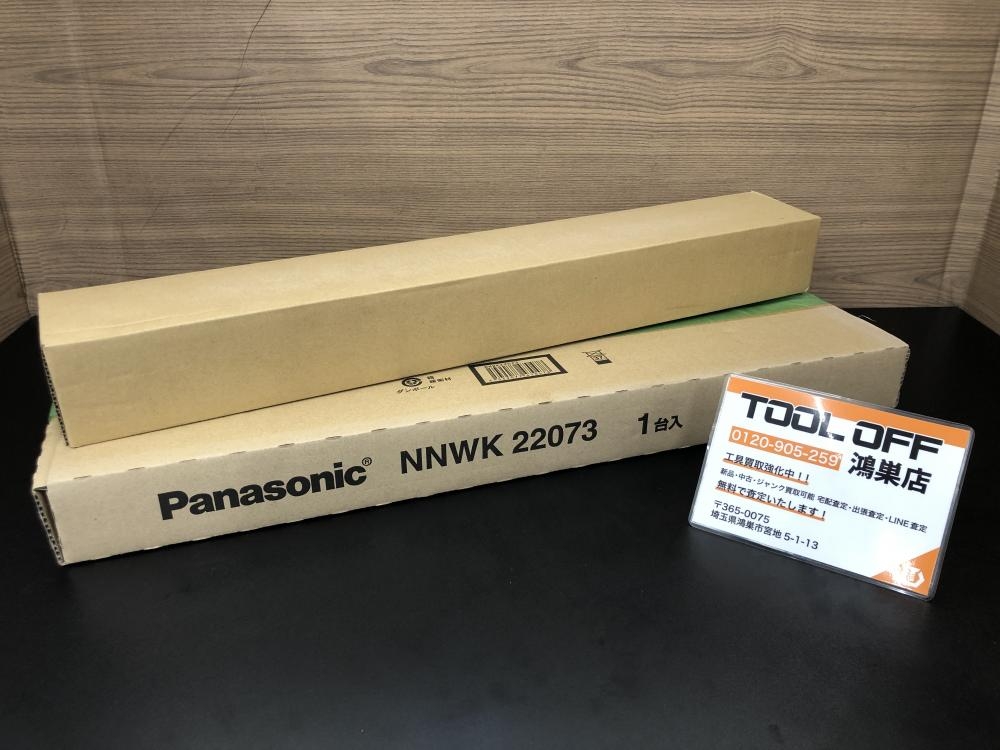 Panasonic®
NNWK 22073
1台入
段ボール
TOOL OFF
0120-905-259
鴻巣店
工具買取強化中!!
新品・中古・ジャンク買取可能 宅配査定・出張査定・LINE査定
無料で査定いたします!
〒365-0075
埼玉県鴻巣市宮地 5-1-13